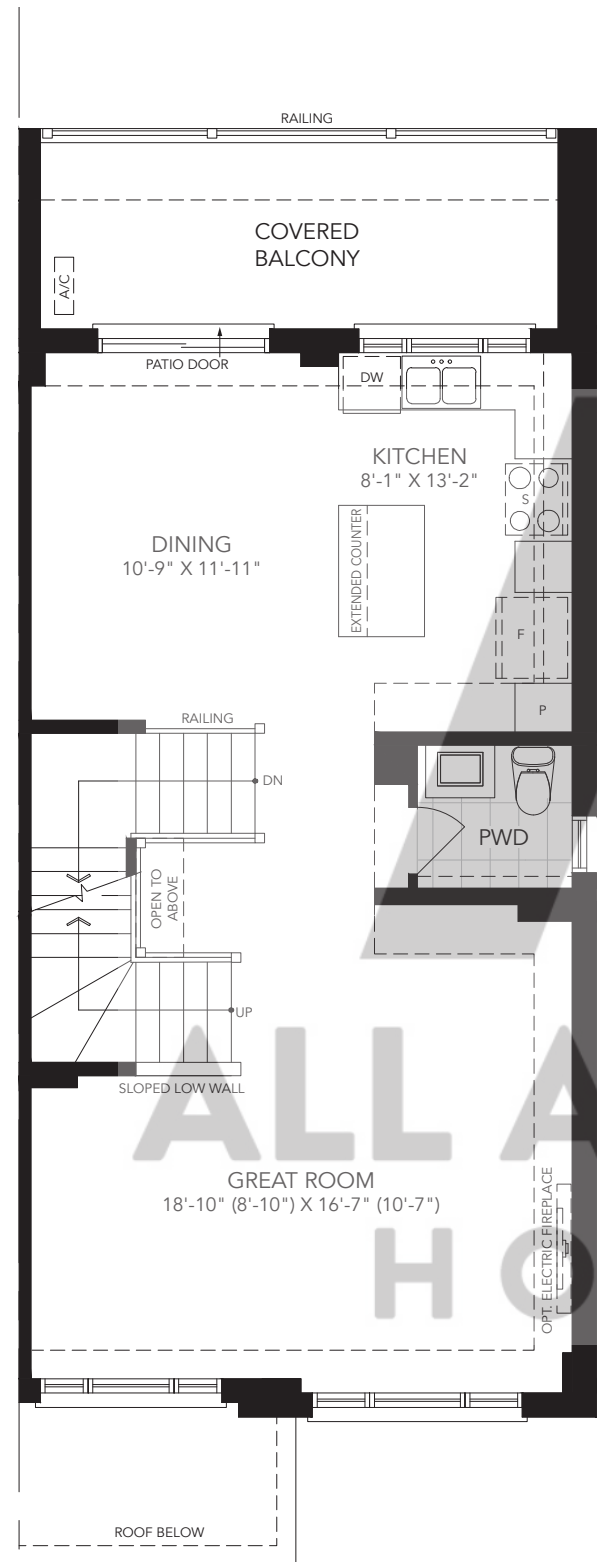 RAILING
COVERED
BALCONY
A/C
PATIO DOOR
DW
KITCHEN
8'-1" X 13'-2"
S
DINING
10'-9" X 11'-11"
EXTENDED COUNTER
F
P
RAILING
DN
PWD
OPEN TO
ABOVE
UP
SLOPED LOW WALL
ALL A
GREAT ROOM
18'-10" (8'-10") X 16'-7" (10'-7")
HO
OPT. ELECTRIC FIREPLACE
ROOF BELOW